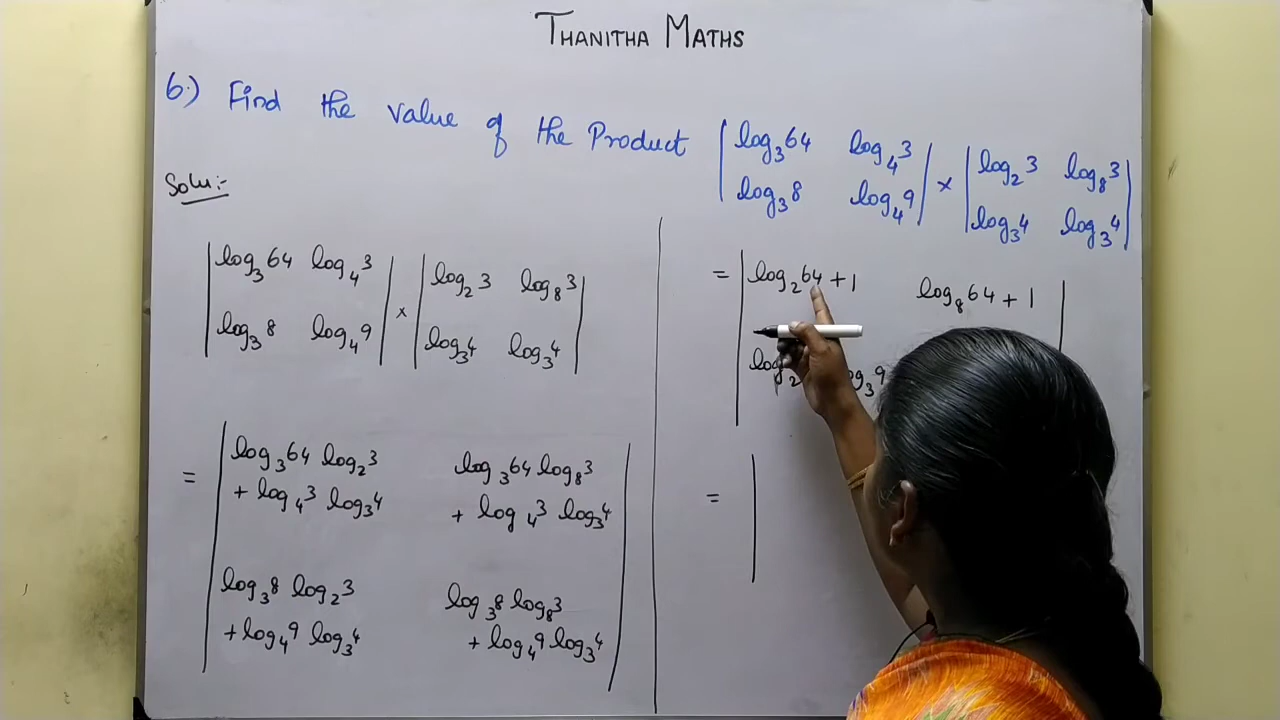 THANITHA MATHS
6.) Find the value of the Product | log₃64 log₄3 | × | log₂3 log₈3 |
| log₃8 log₄9 | | log₃4 log₃4 |
Solu:-
| log₃64 log₄3 | × | log₂3 log₈3 |
| log₃8 log₄9 | | log₃4 log₃4 |
= | log₃64 log₂3 log₃64 log₈3 |
| + log₄3 log₃4 + log₄3 log₃4 |
| log₃8 log₂3 log₃8 log₈3 |
| + log₄9 log₃4 + log₄9 log₃4 |
= | log₂64 + 1 log₈64 + 1 |
=